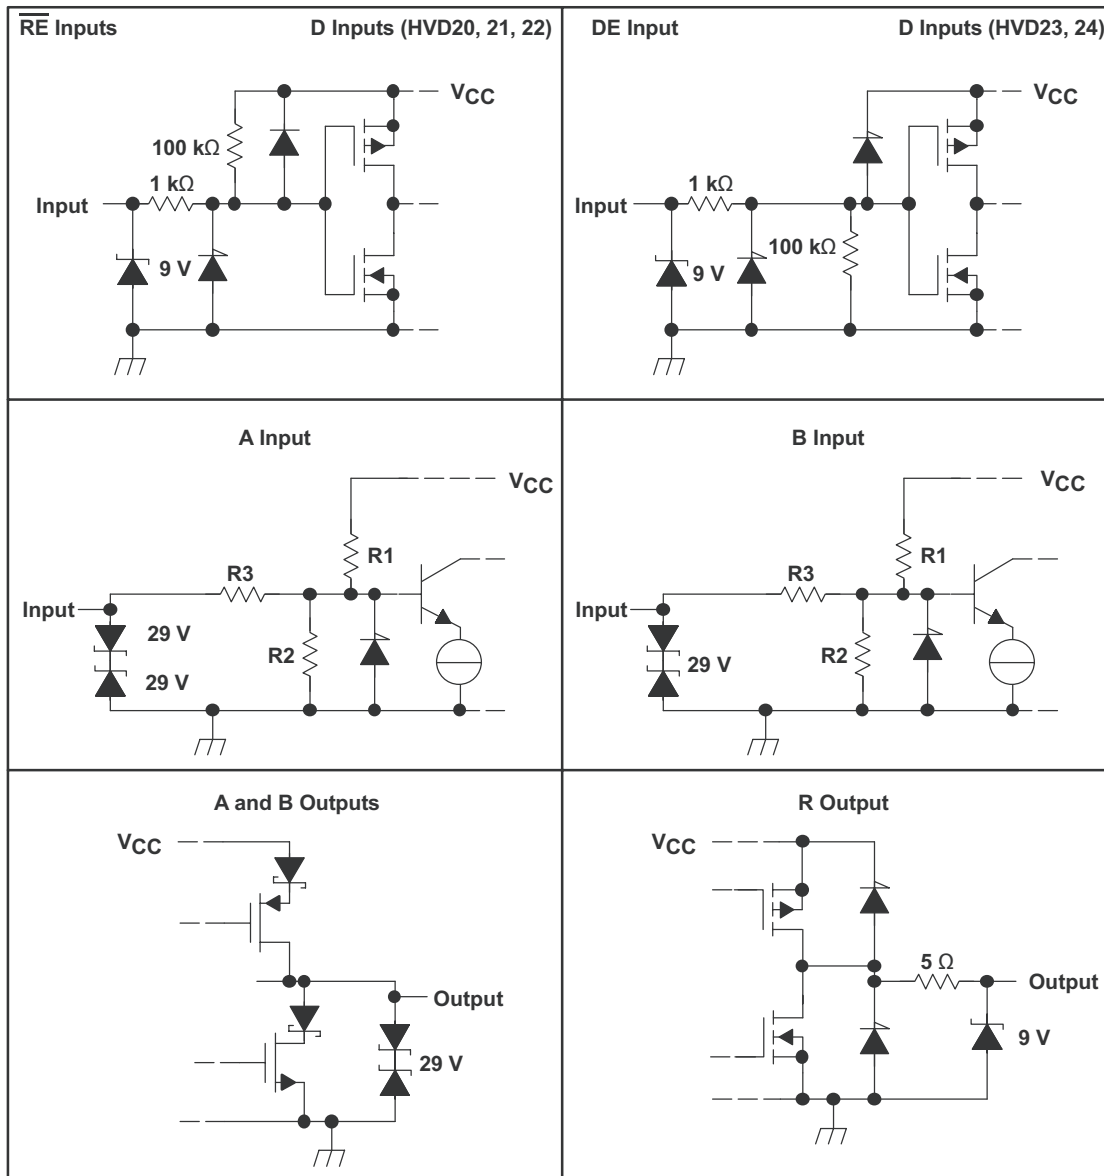 R̅E̅ Inputs D Inputs (HVD20, 21, 22)
VCC
100 kΩ
1 kΩ
Input
9 V
DE Input D Inputs (HVD23, 24)
VCC
1 kΩ
Input
100 kΩ
9 V
A Input
VCC
R1
R3
Input
29 V
R2
29 V
B Input
VCC
R1
R3
Input
R2
29 V
A and B Outputs
VCC
Output
29 V
R Output
VCC
5 Ω
Output
9 V